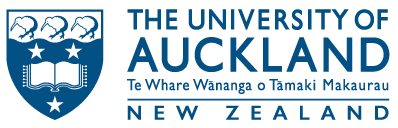 THE UNIVERSITY OF
AUCKLAND
Te Whare Wānanga o Tāmaki Makaurau
NEW ZEALAND